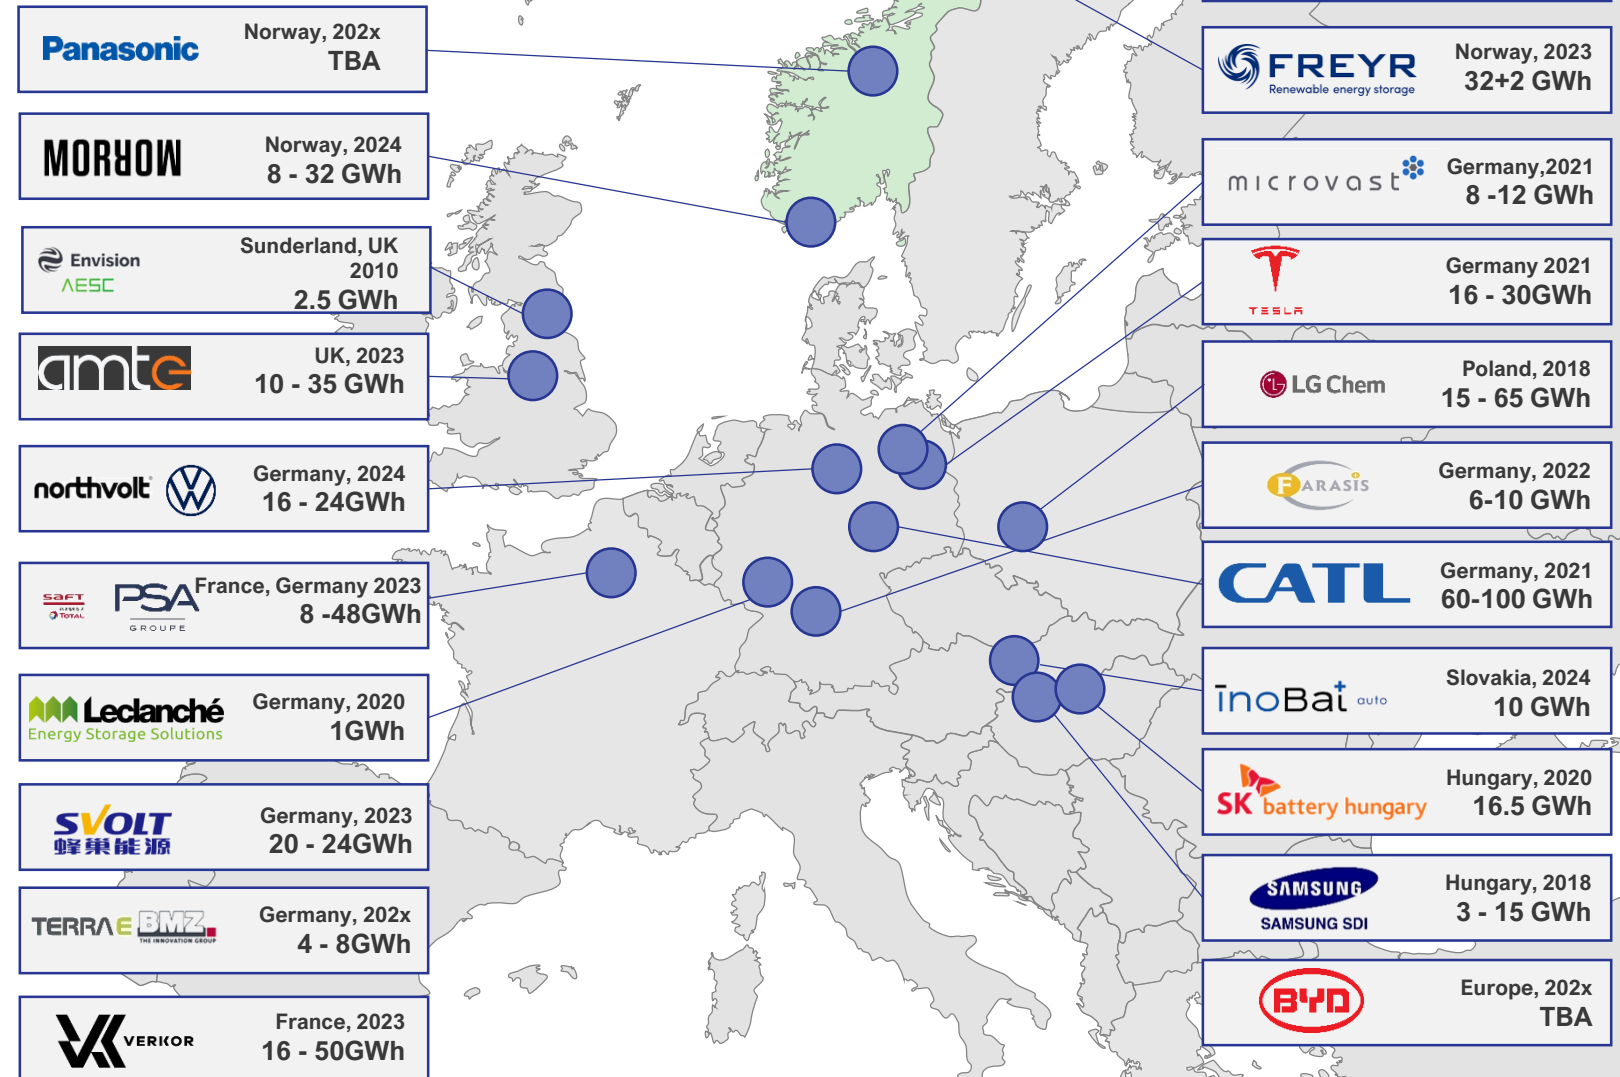 Panasonic
Norway, 202x
TBA
MORROW
Norway, 2024
8 - 32 GWh
Envision
AESC
Sunderland, UK
2010
2.5 GWh
amte
UK, 2023
10 - 35 GWh
northvolt
Germany, 2024
16 - 24GWh
saft
TOTAL
PSA
GROUPE
France, Germany 2023
8 -48GWh
Leclanché
Energy Storage Solutions
Germany, 2020
1GWh
SVOLT
蜂巢能源
Germany, 2023
20 - 24GWh
TERRAE BMZ
THE INNOVATION GROUP
Germany, 202x
4 - 8GWh
VERKOR
France, 2023
16 - 50GWh
FREYR
Renewable energy storage
Norway, 2023
32+2 GWh
microvast
Germany,2021
8 -12 GWh
TESLA
Germany 2021
16 - 30GWh
LG Chem
Poland, 2018
15 - 65 GWh
FARASIS
Germany, 2022
6-10 GWh
CATL
Germany, 2021
60-100 GWh
InoBat auto
Slovakia, 2024
10 GWh
SK battery hungary
Hungary, 2020
16.5 GWh
SAMSUNG
SAMSUNG SDI
Hungary, 2018
3 - 15 GWh
BYD
Europe, 202x
TBA